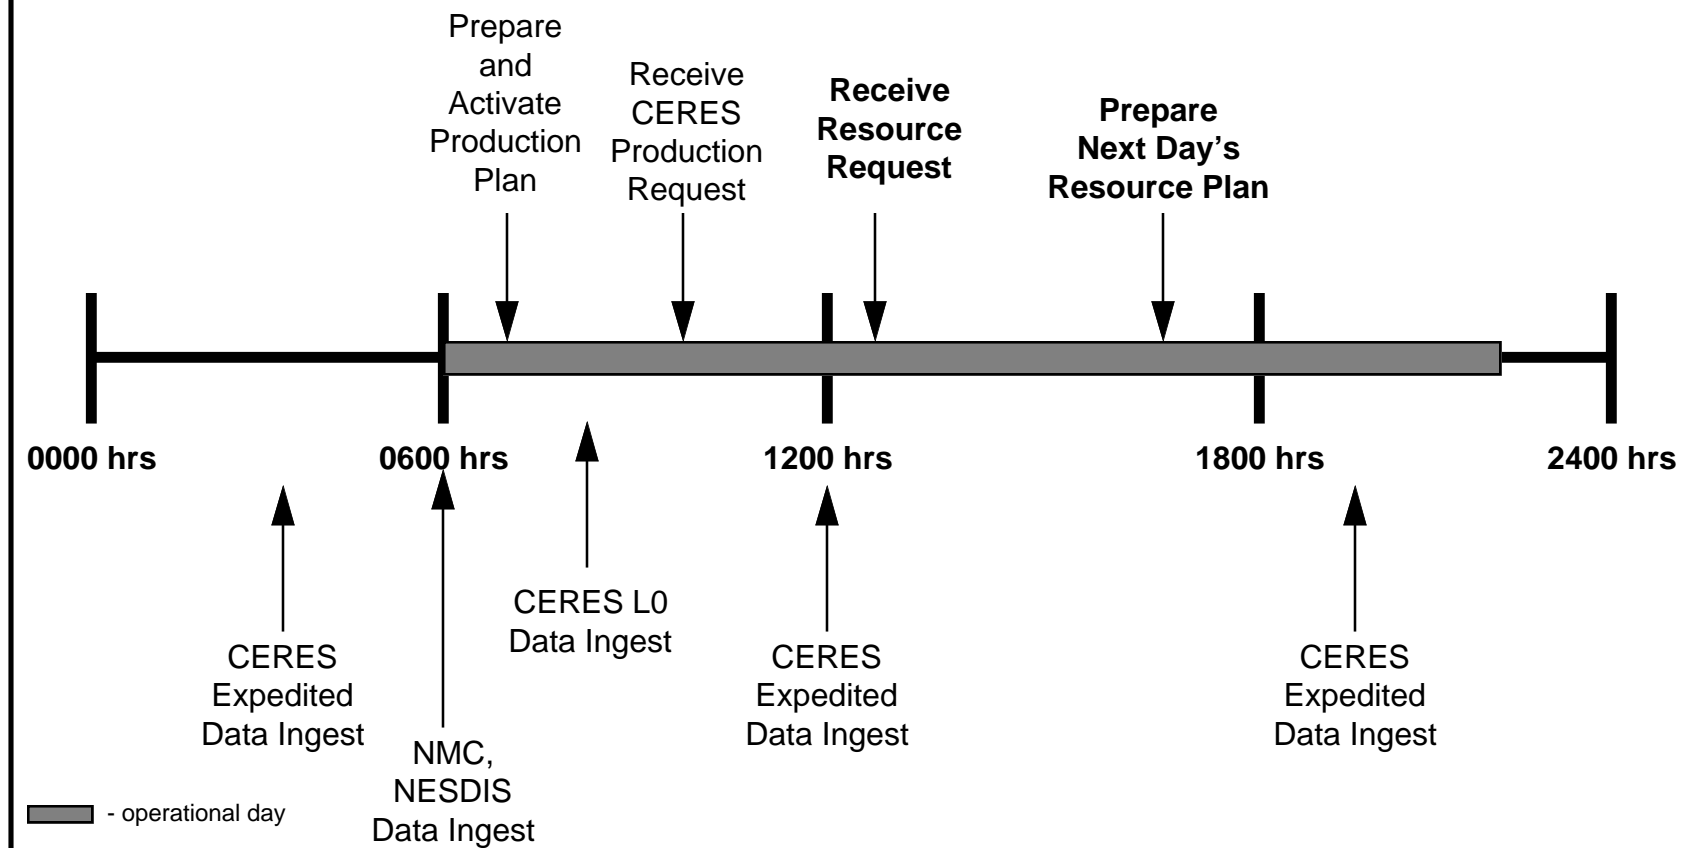 Prepare
and
Activate
Production
Plan
Receive
CERES
Production
Request
Receive
Resource
Request
Prepare
Next Day’s
Resource Plan
0000 hrs
0600 hrs
1200 hrs
1800 hrs
2400 hrs
CERES
Expedited
Data Ingest
NMC,
NESDIS
Data Ingest
CERES L0
Data Ingest
CERES
Expedited
Data Ingest
CERES
Expedited
Data Ingest
- operational day